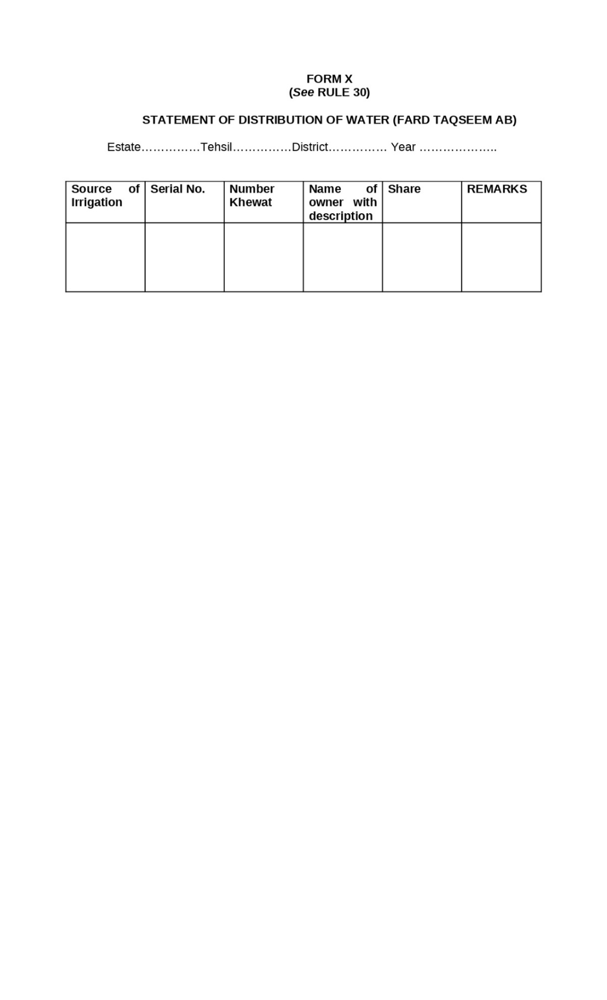 FORM X
(See RULE 30)
STATEMENT OF DISTRIBUTION OF WATER (FARD TAQSEEM AB)
Estate……………Tehsil……………District…………… Year ………………..
Source of
Irrigation
Serial No.
Number
Khewat
Name of
owner with
description
Share
REMARKS